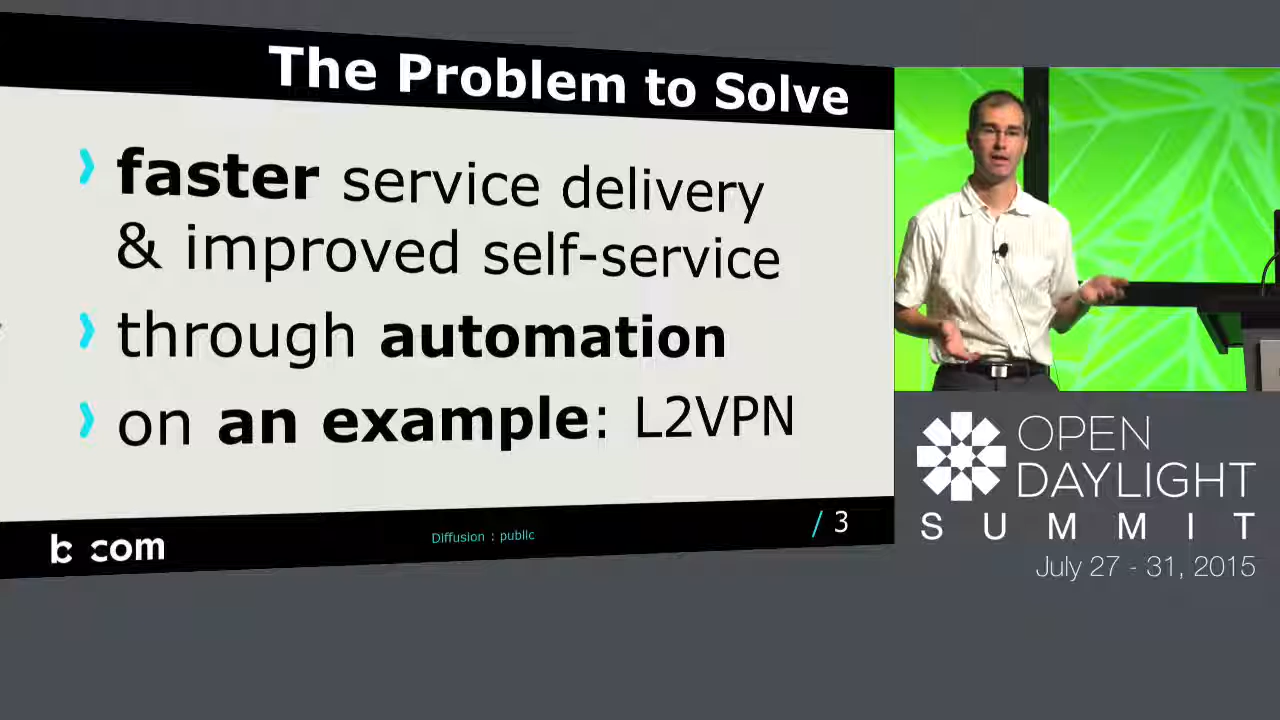 The Problem to Solve
faster service delivery
& improved self-service
through automation
on an example: L2VPN
b com
Diffusion : public
/ 3
OPEN
DAYLIGHT
SUMMIT
July 27 - 31, 2015